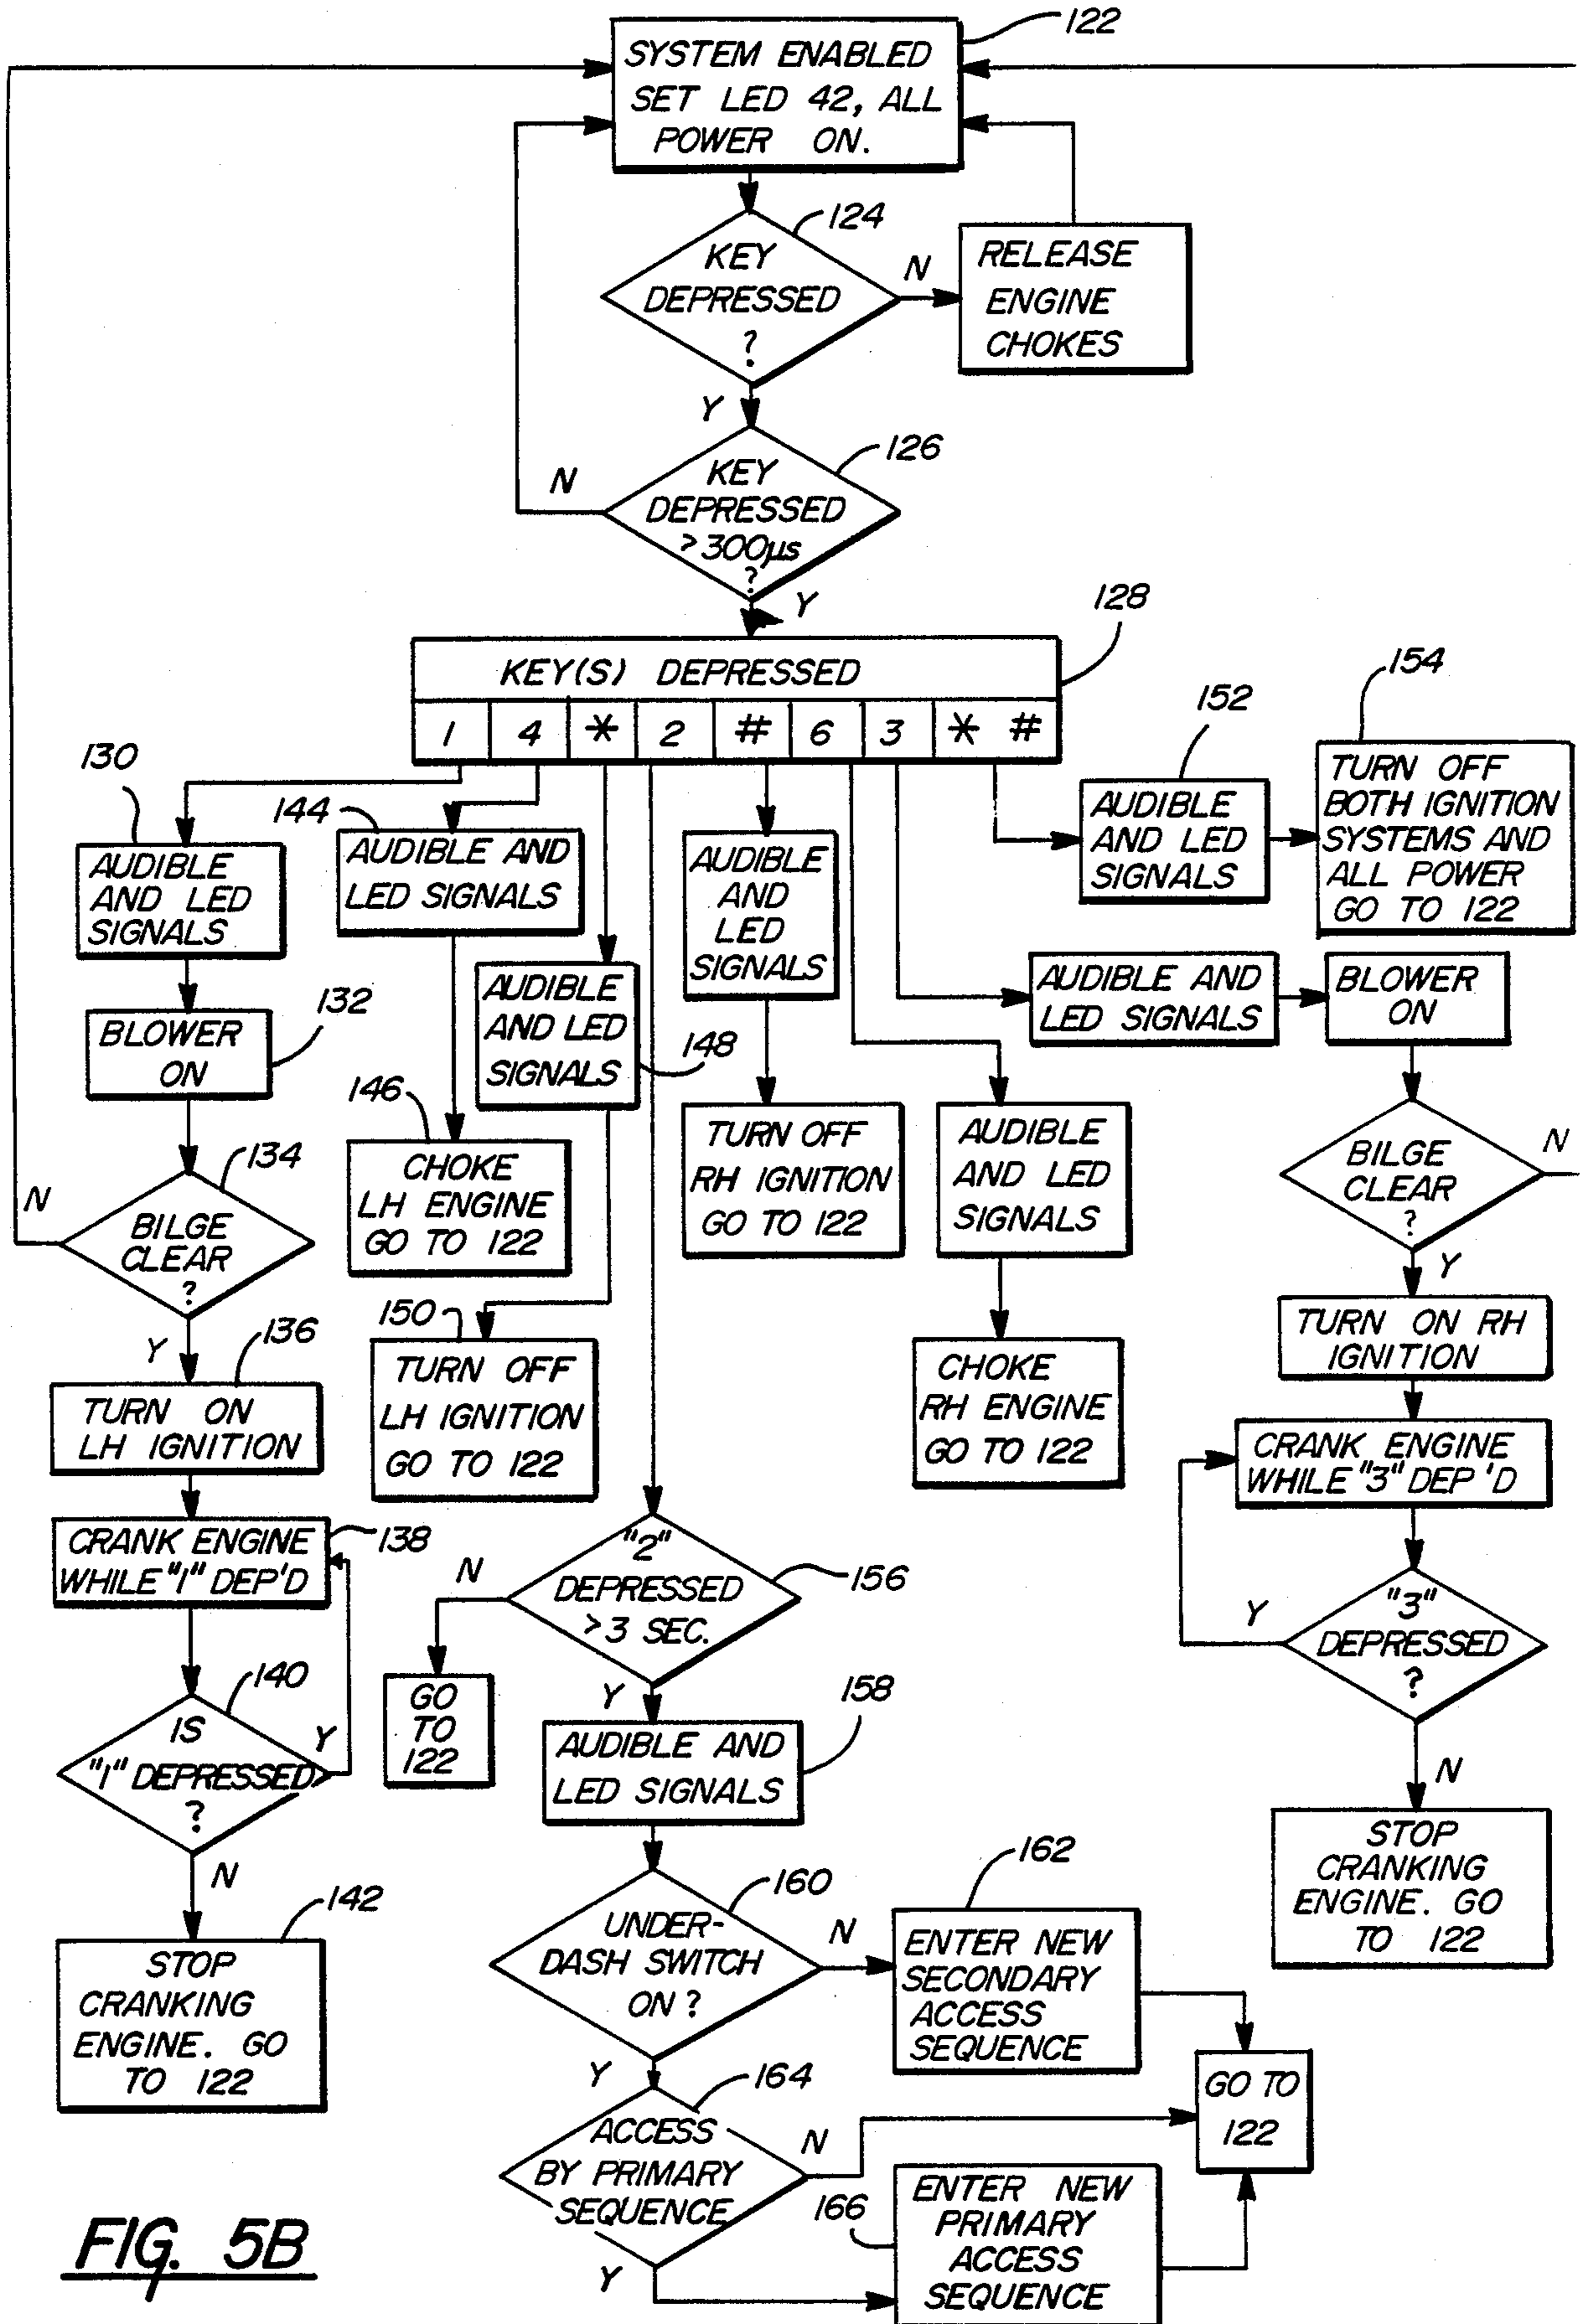 122
SYSTEM ENABLED
SET LED 42, ALL
POWER ON.
124
KEY
DEPRESSED
?
N
RELEASE
ENGINE
CHOKES
Y
126
KEY
DEPRESSED
>300µs
?
N
Y
128
KEY(S) DEPRESSED
1 4 * 2 # 6 3 * #
130
AUDIBLE
AND LED
SIGNALS
132
BLOWER
ON
134
BILGE
CLEAR
?
N
Y
136
TURN ON
LH IGNITION
138
CRANK ENGINE
WHILE "1" DEP'D
140
IS
"1" DEPRESSED
?
Y
N
142
STOP
CRANKING
ENGINE. GO
TO 122
144
AUDIBLE AND
LED SIGNALS
146
CHOKE
LH ENGINE
GO TO 122
148
AUDIBLE
AND LED
SIGNALS
150
TURN OFF
LH IGNITION
GO TO 122
156
"2"
DEPRESSED
>3 SEC.
N
GO
TO
122
Y
158
AUDIBLE AND
LED SIGNALS
160
UNDER-
DASH SWITCH
ON ?
N
162
ENTER NEW
SECONDARY
ACCESS
SEQUENCE
Y
164
ACCESS
BY PRIMARY
SEQUENCE
N
Y
166
ENTER NEW
PRIMARY
ACCESS
SEQUENCE
GO TO
122
AUDIBLE
AND
LED
SIGNALS
TURN OFF
RH IGNITION
GO TO 122
AUDIBLE
AND LED
SIGNALS
CHOKE
RH ENGINE
GO TO 122
AUDIBLE AND
LED SIGNALS
BLOWER
ON
BILGE
CLEAR
?
N
Y
TURN ON RH
IGNITION
CRANK ENGINE
WHILE "3" DEP'D
"3"
DEPRESSED
?
Y
N
STOP
CRANKING
ENGINE. GO
TO 122
152
AUDIBLE
AND LED
SIGNALS
154
TURN OFF
BOTH IGNITION
SYSTEMS AND
ALL POWER
GO TO 122
FIG. 5B